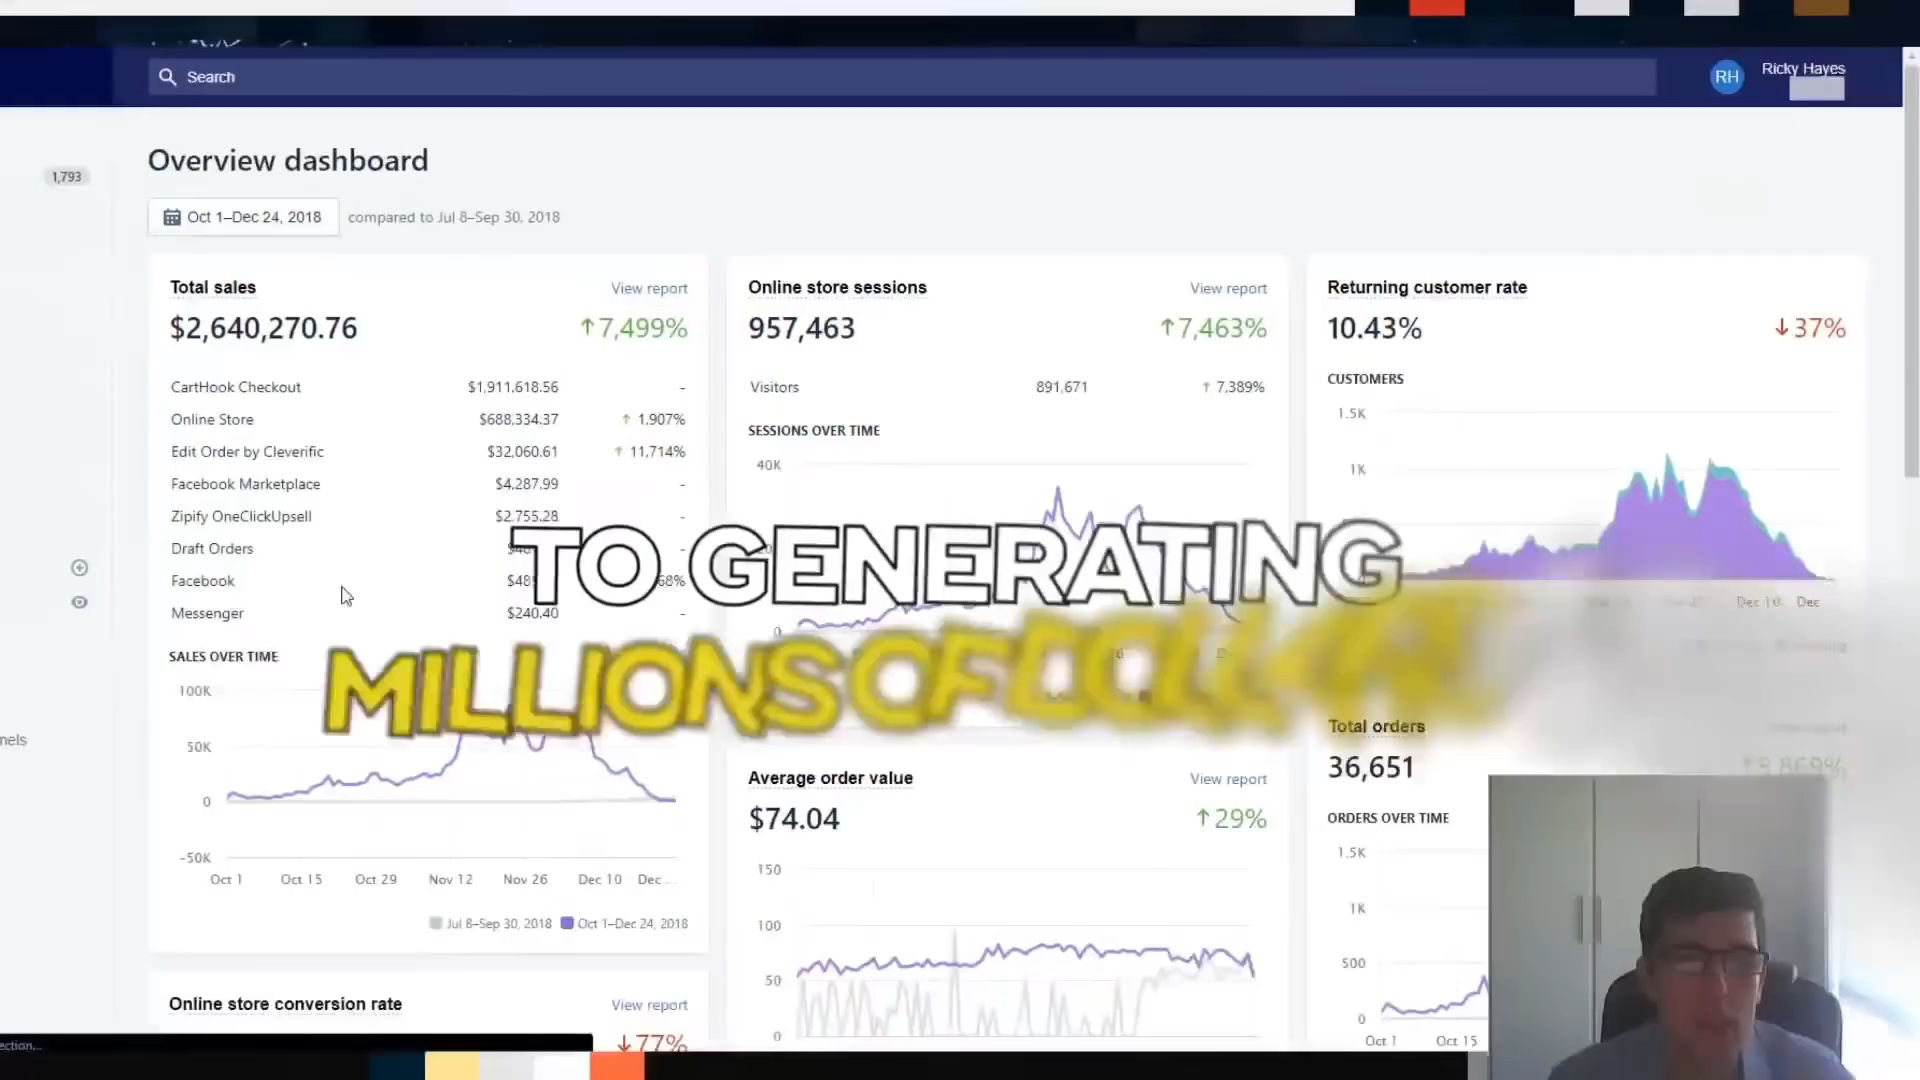 Search
RH
Ricky Hayes
Overview dashboard
1,793
Oct 1–Dec 24, 2018
compared to Jul 8–Sep 30, 2018
Total sales
View report
$2,640,270.76
↑7,499%
CartHook Checkout $1,911,618.56 -
Online Store $688,334.37 ↑ 1,907%
Edit Order by Cleverific $32,060.61 ↑ 11,714%
Facebook Marketplace $4,287.99 -
Zipify OneClickUpsell $2,755.28 -
Draft Orders
Facebook
Messenger $240.40 -
SALES OVER TIME
100K
50K
0
−50K
Oct 1 Oct 15 Oct 29 Nov 12 Nov 26 Dec 10 Dec ...
Jul 8–Sep 30, 2018 Oct 1–Dec 24, 2018
Online store conversion rate
View report
↓77%
Online store sessions
View report
957,463
↑7,463%
Visitors 891,671 ↑ 7,389%
SESSIONS OVER TIME
40K
0
TO GENERATING
MILLIONS OF
Average order value
View report
$74.04
↑29%
150
100
50
0
Returning customer rate
10.43%
↓37%
CUSTOMERS
1.5K
1K
Dec 10 Dec
Total orders
36,651
ORDERS OVER TIME
1.5K
1K
500
0
Oct 1 Oct 15
nels
ection...